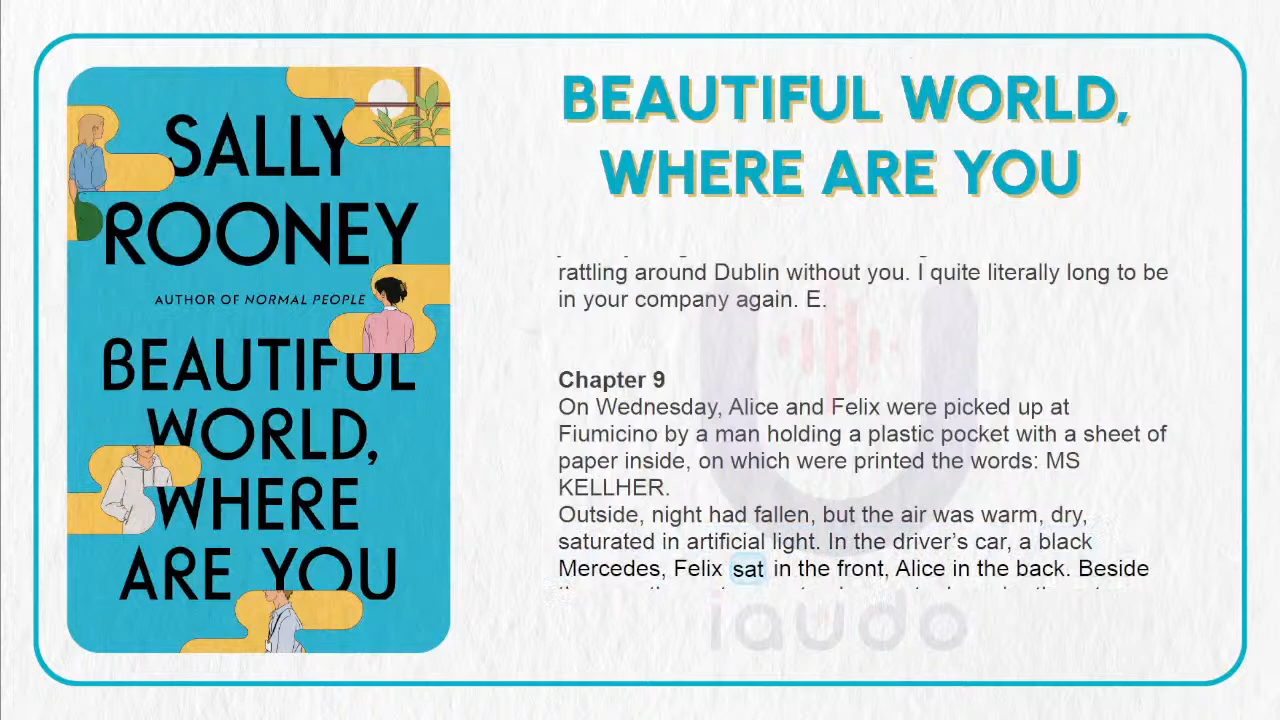 SALLY
ROONEY
AUTHOR OF NORMAL PEOPLE
BEAUTIFUL
WORLD,
WHERE
ARE YOU
BEAUTIFUL WORLD,
WHERE ARE YOU
rattling around Dublin without you. I quite literally long to be
in your company again. E.
Chapter 9
On Wednesday, Alice and Felix were picked up at
Fiumicino by a man holding a plastic pocket with a sheet of
paper inside, on which were printed the words: MS
KELLHER.
Outside, night had fallen, but the air was warm, dry,
saturated in artificial light. In the driver’s car, a black
Mercedes, Felix sat in the front, Alice in the back. Beside
iaudo